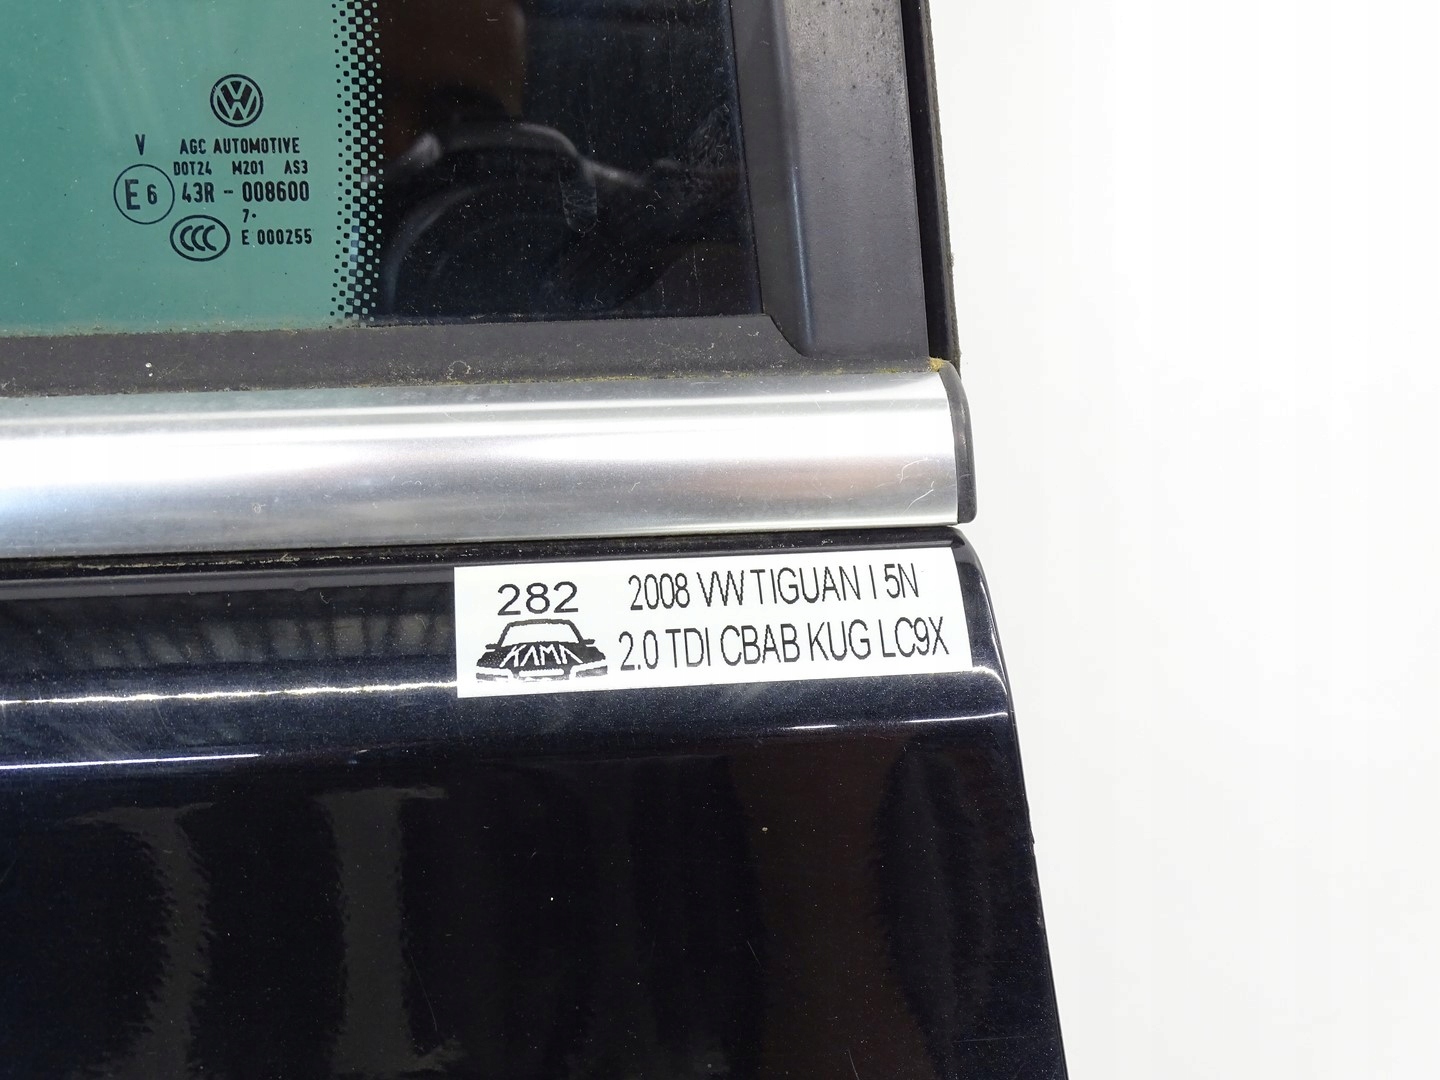 V AGC AUTOMOTIVE
DOT24 M201 AS3
E6 43R - 008600
7.
CCC E 000255
282 2008 VW TIGUAN I 5N
KAMA 2.0 TDI CBAB KUG LC9X